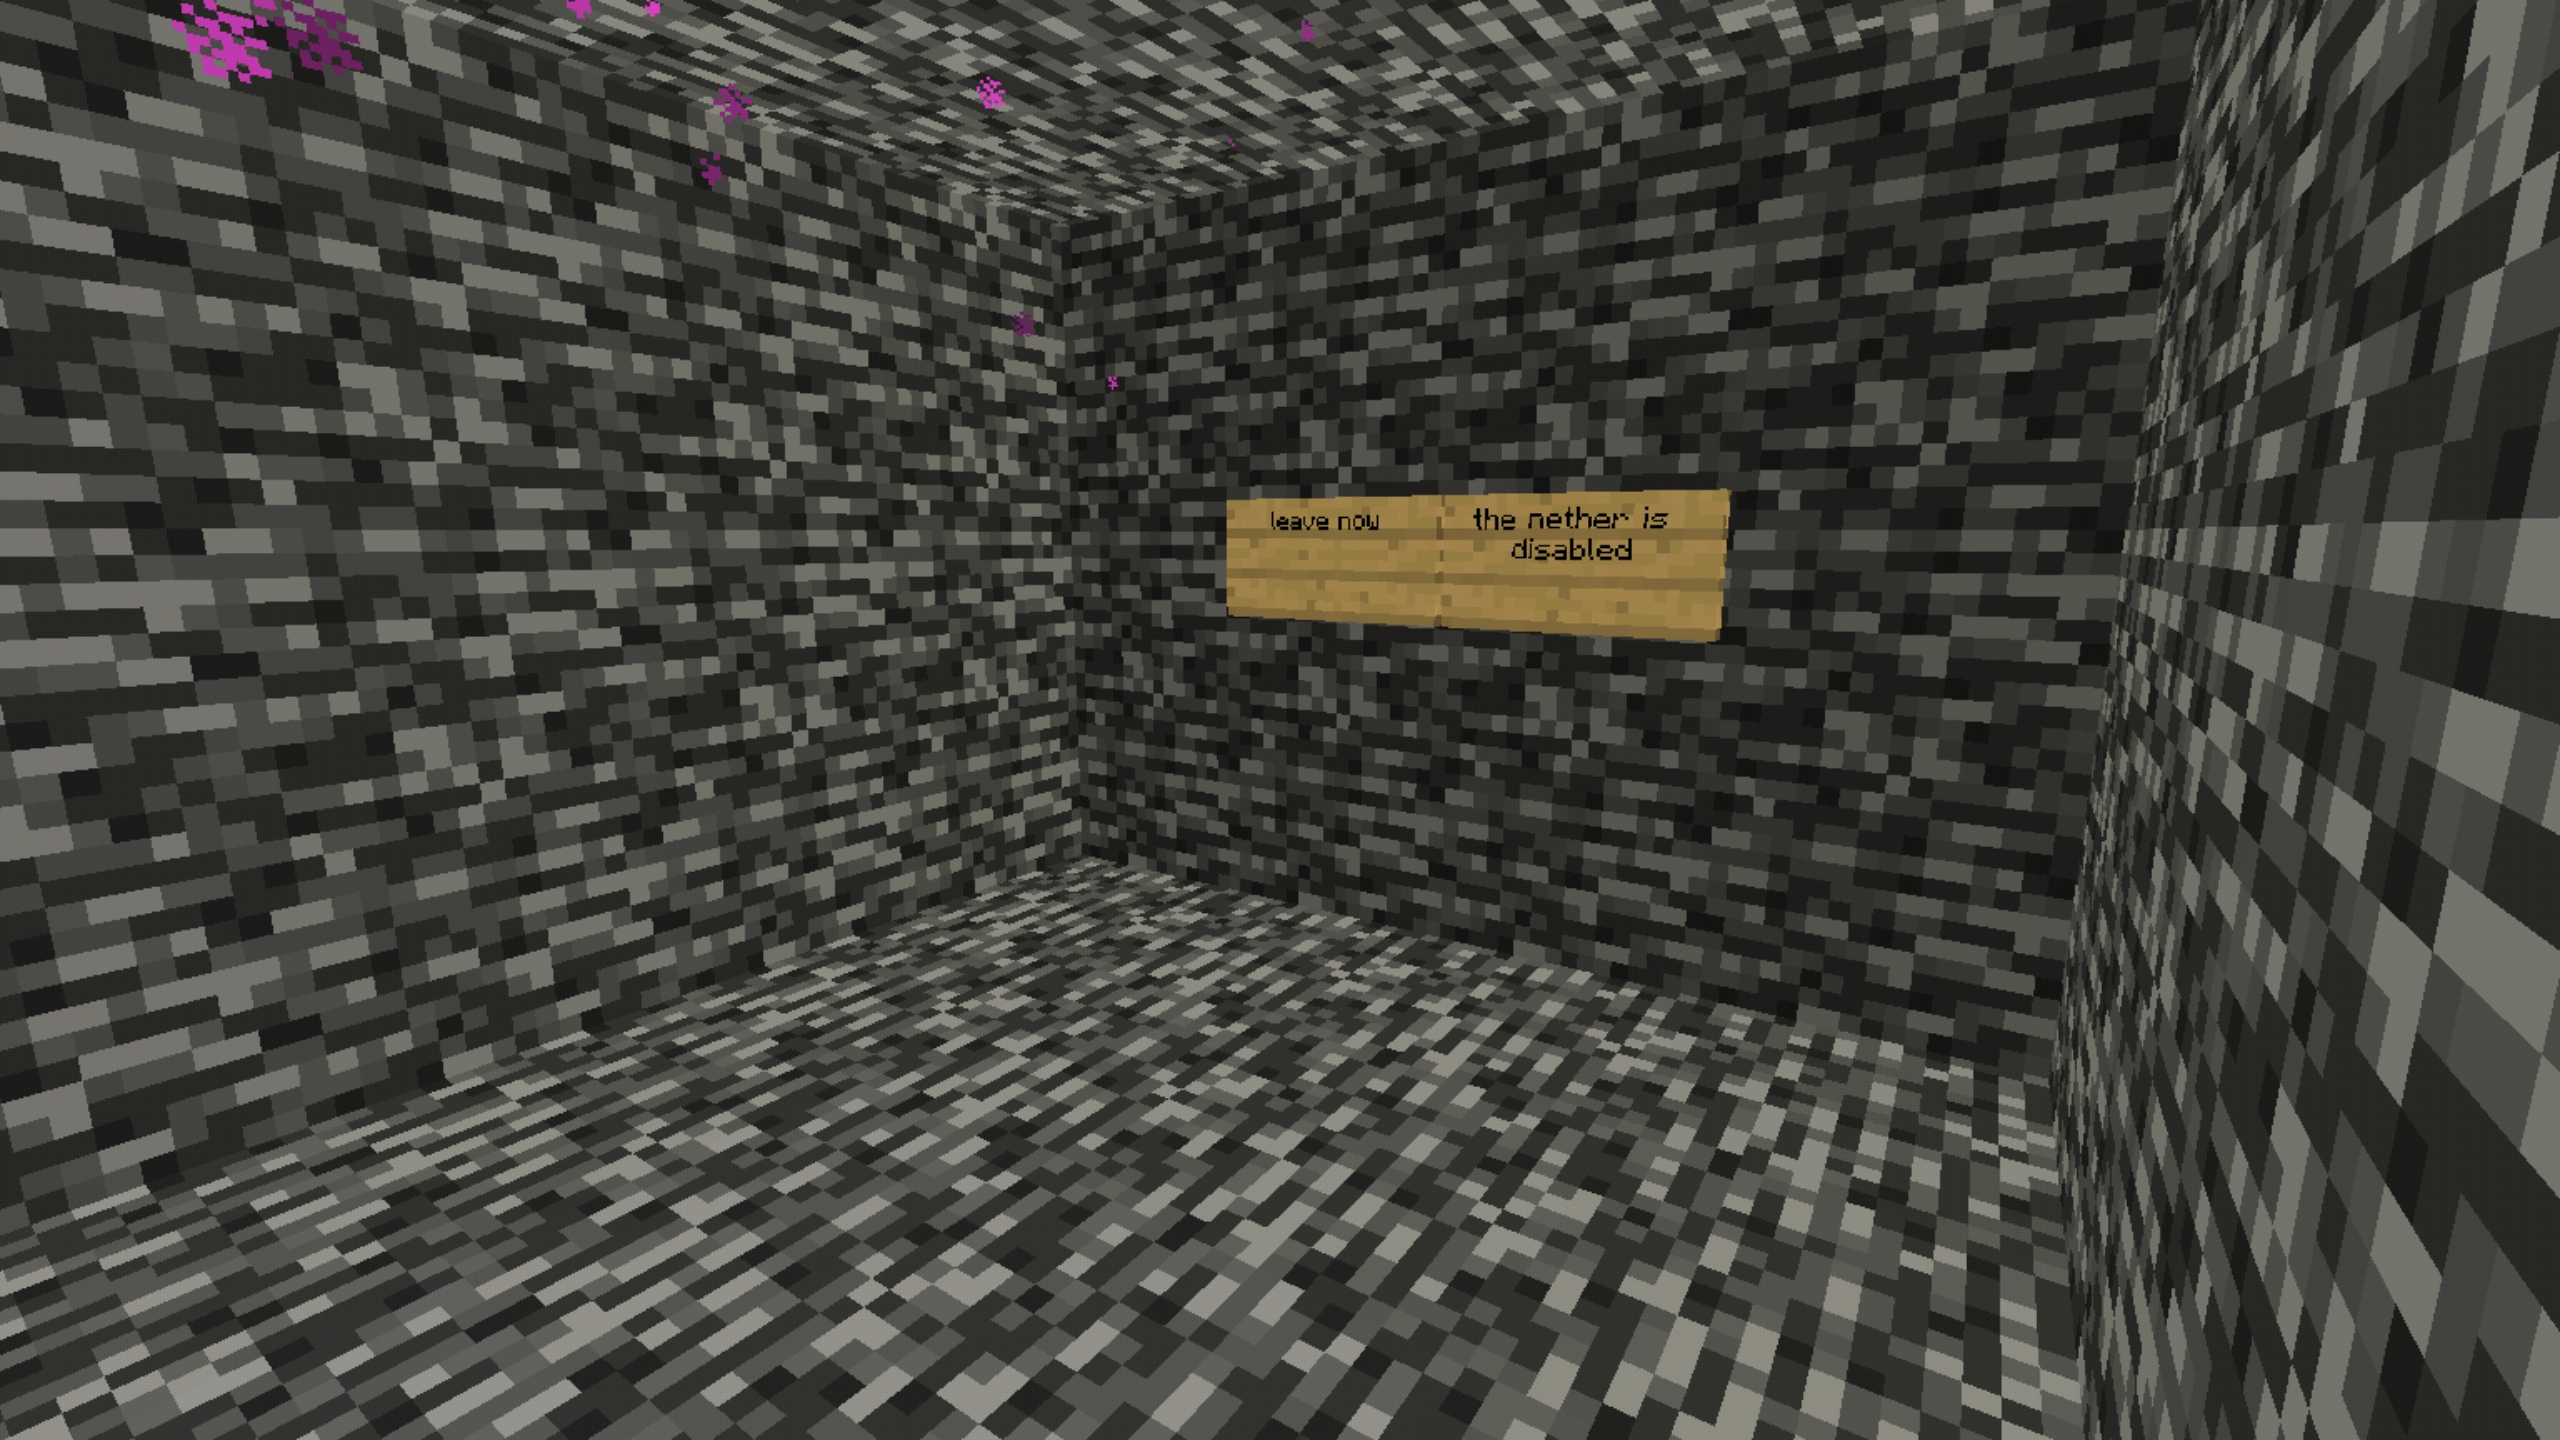 leave now
the nether is
disabled